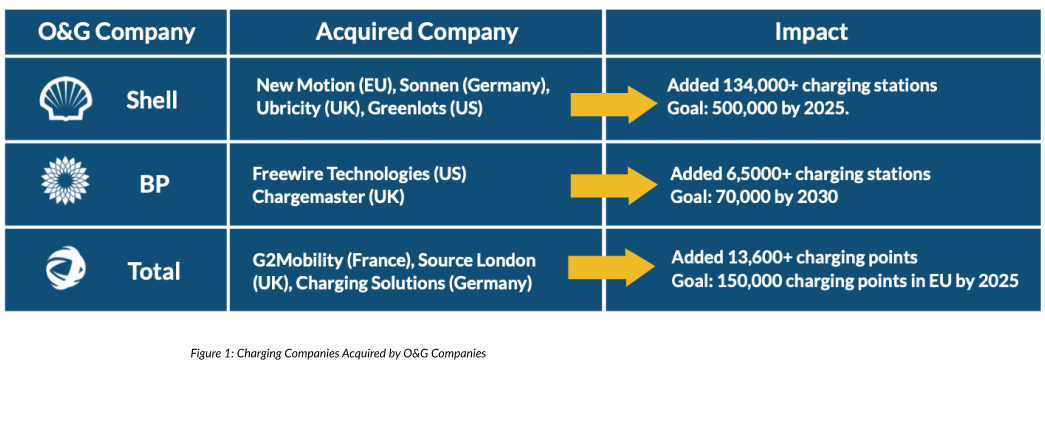 O&G Company
Acquired Company
Impact
Shell
New Motion (EU), Sonnen (Germany),
Ubricity (UK), Greenlots (US)
Added 134,000+ charging stations
Goal: 500,000 by 2025.
BP
Freewire Technologies (US)
Chargemaster (UK)
Added 6,5000+ charging stations
Goal: 70,000 by 2030
Total
G2Mobility (France), Source London
(UK), Charging Solutions (Germany)
Added 13,600+ charging points
Goal: 150,000 charging points in EU by 2025
Figure 1: Charging Companies Acquired by O&G Companies